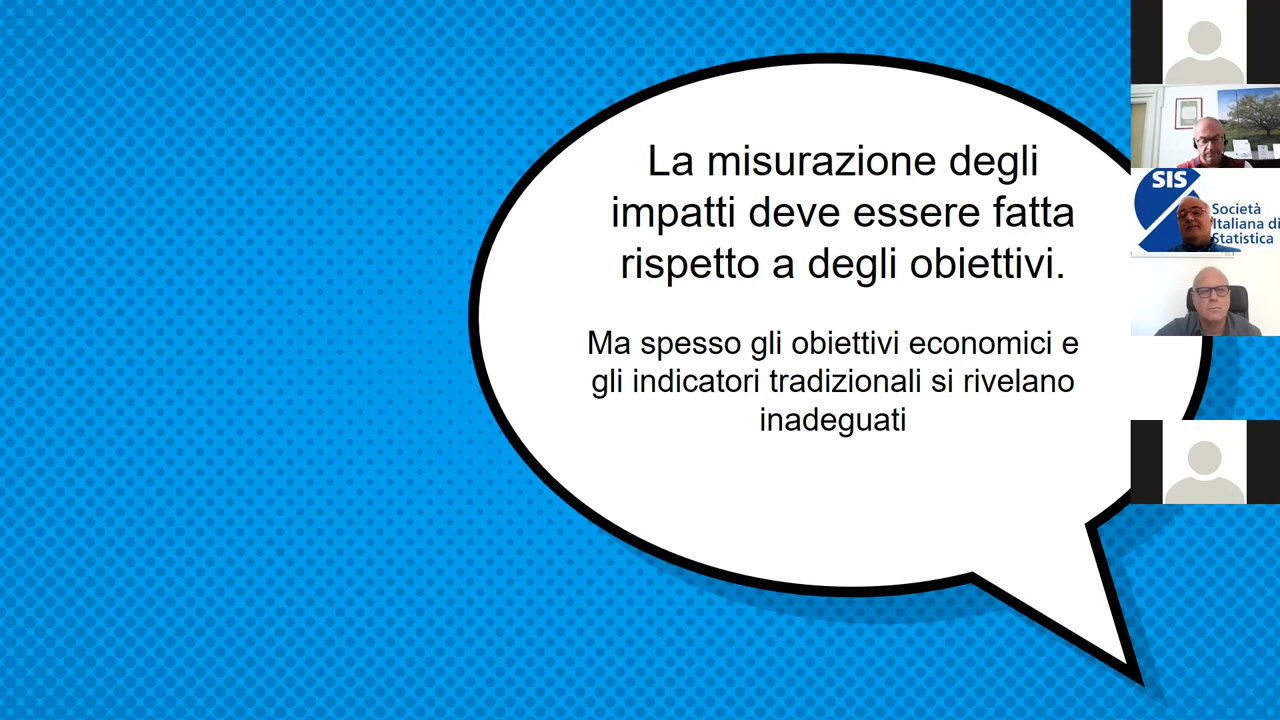 La misurazione degli
impatti deve essere fatta
rispetto a degli obiettivi.
Ma spesso gli obiettivi economici e
gli indicatori tradizionali si rivelano
inadeguati
SIS
Società
Italiana di
Statistica